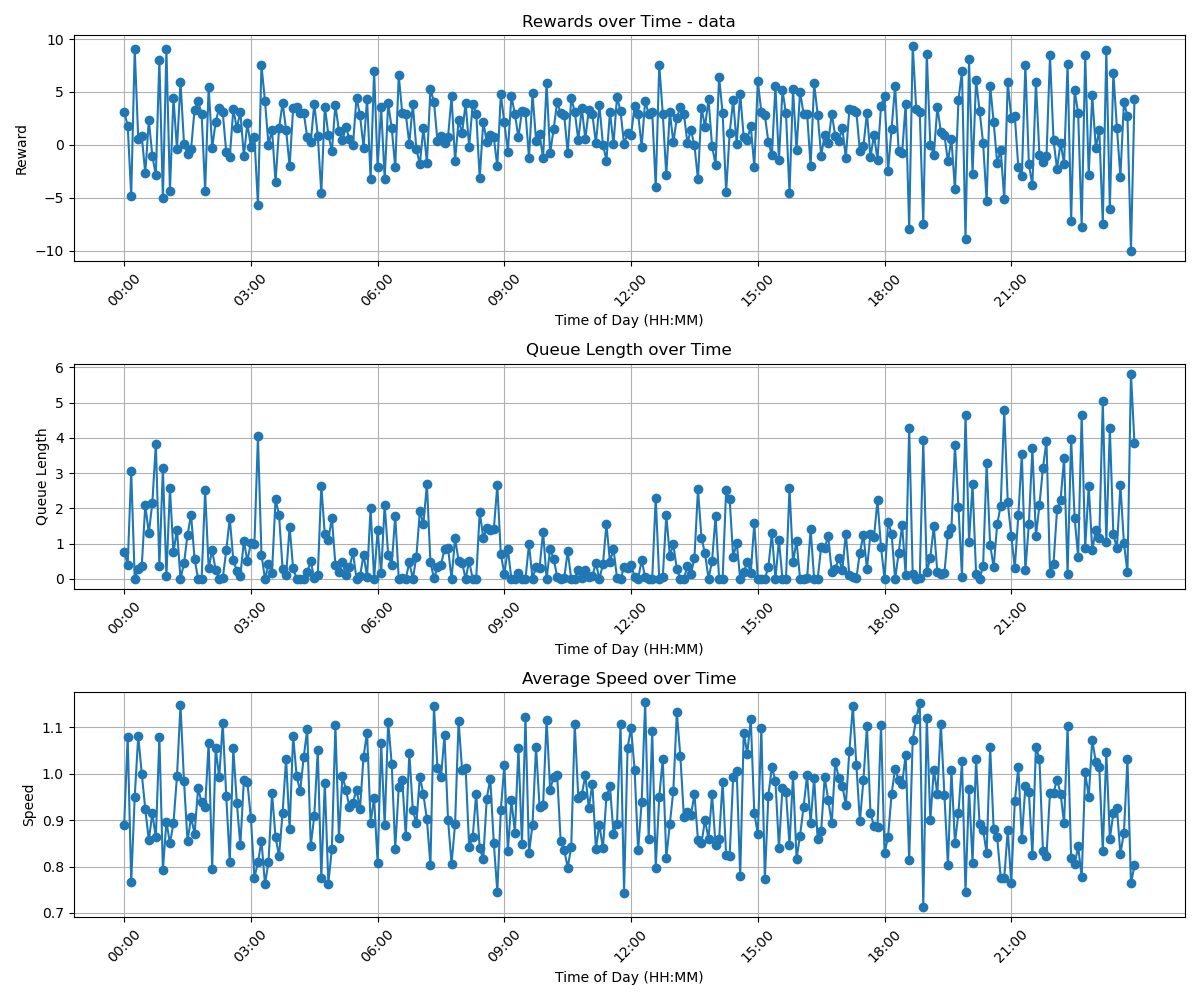 Rewards over Time - data
10
5
0
−5
−10
Reward
00:00 03:00 06:00 09:00 12:00 15:00 18:00 21:00
Time of Day (HH:MM)
Queue Length over Time
6
5
4
3
2
1
0
Queue Length
00:00 03:00 06:00 09:00 12:00 15:00 18:00 21:00
Time of Day (HH:MM)
Average Speed over Time
1.1
1.0
0.9
0.8
0.7
Speed
00:00 03:00 06:00 09:00 12:00 15:00 18:00 21:00
Time of Day (HH:MM)